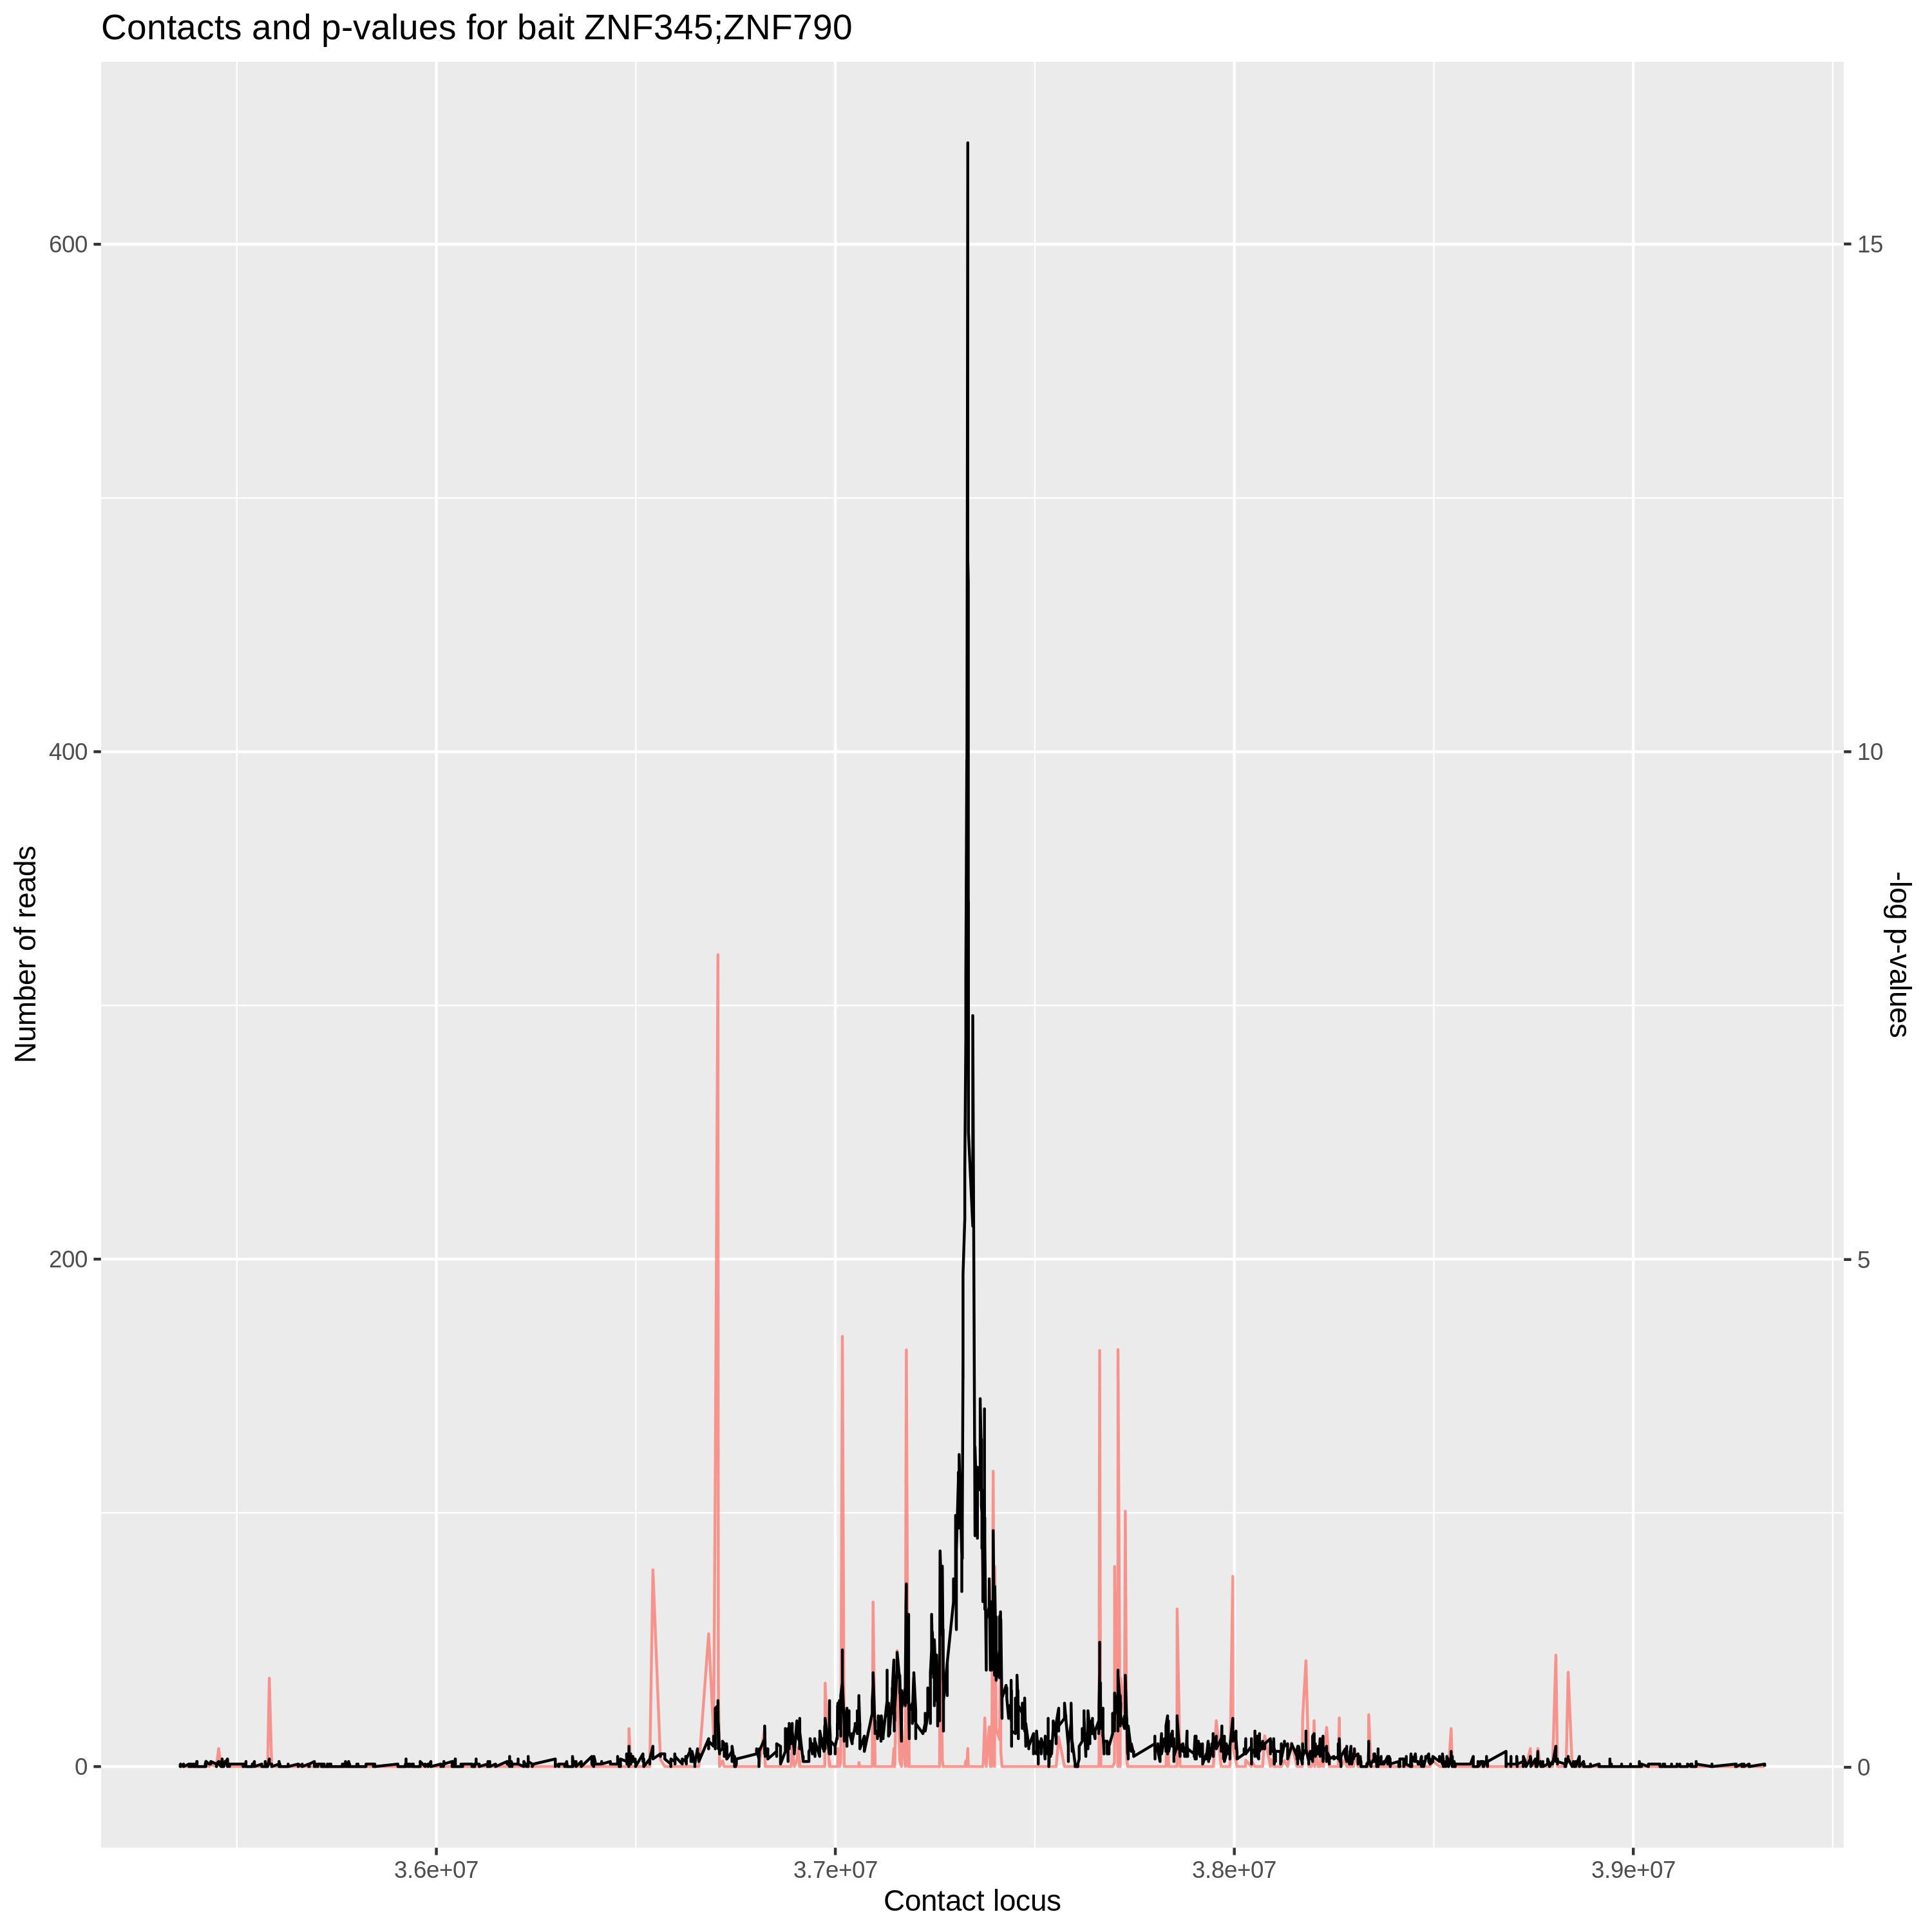 Contacts and p-values for bait ZNF345;ZNF790
600
400
200
0
15
10
5
0
Number of reads
-log p-values
3.6e+07
3.7e+07
3.8e+07
3.9e+07
Contact locus